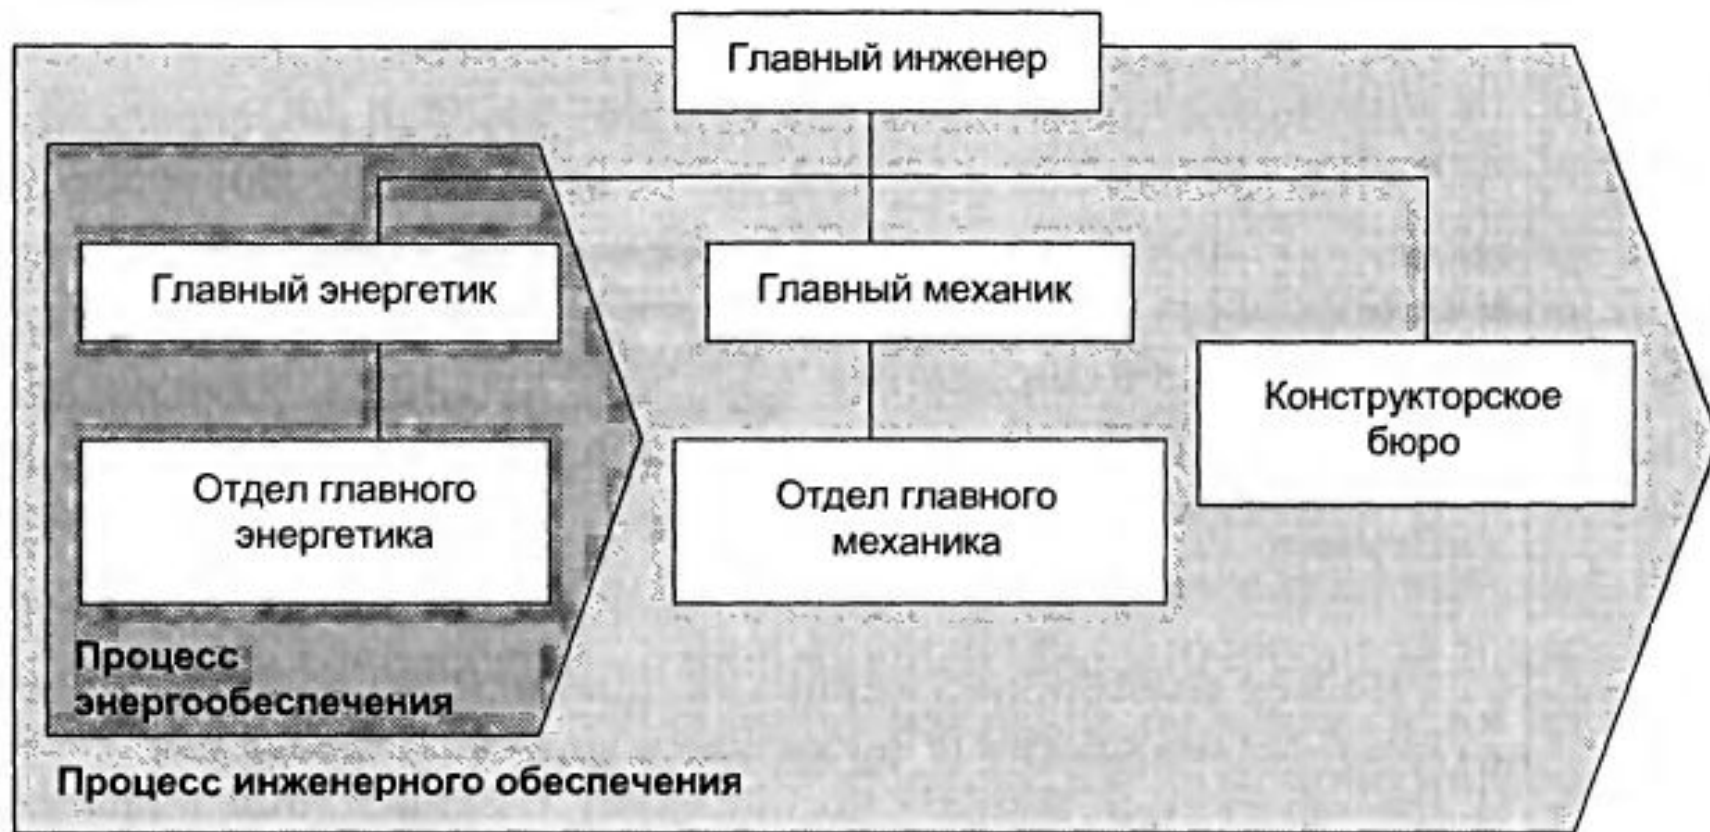 Главный инженер
Главный энергетик
Главный механик
Конструкторское
бюро
Отдел главного
энергетика
Отдел главного
механика
Процесс
энергообеспечения
Процесс инженерного обеспечения